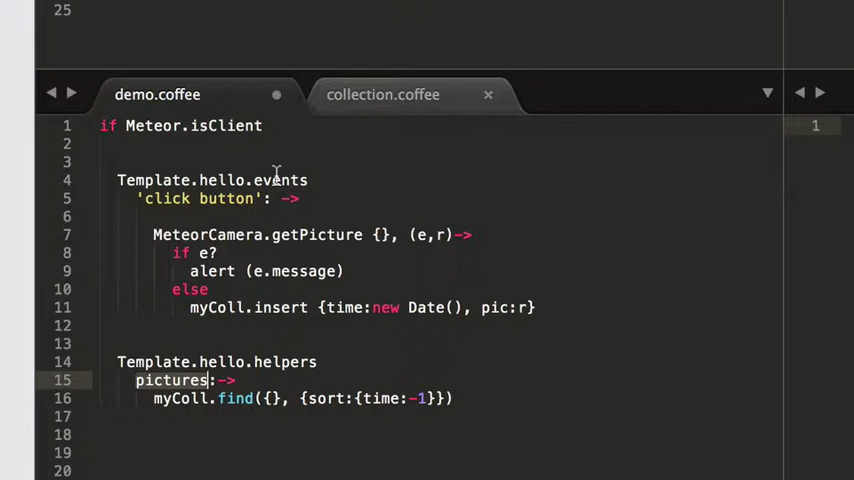 25
demo.coffee
collection.coffee
1 if Meteor.isClient 1
2
3
4 Template.hello.events
5 'click button': ->
6
7 MeteorCamera.getPicture {}, (e,r)->
8 if e?
9 alert (e.message)
10 else
11 myColl.insert {time:new Date(), pic:r}
12
13
14 Template.hello.helpers
15 pictures:->
16 myColl.find({}, {sort:{time:-1}})
17
18
19
20